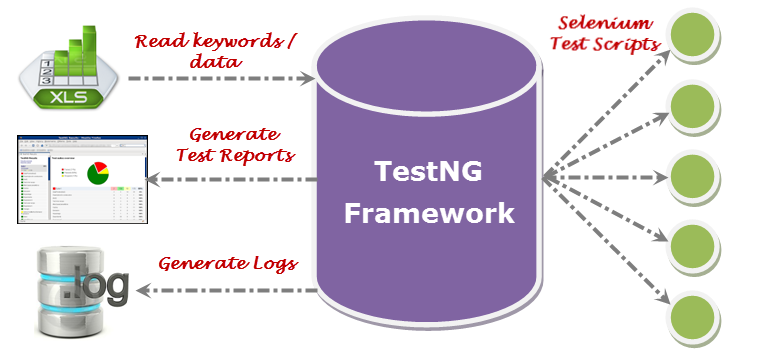 Read keywords /
data
XLS
1
2
3
Generate
Test Reports
Generate Logs
.log
TestNG
Framework
Selenium
Test Scripts